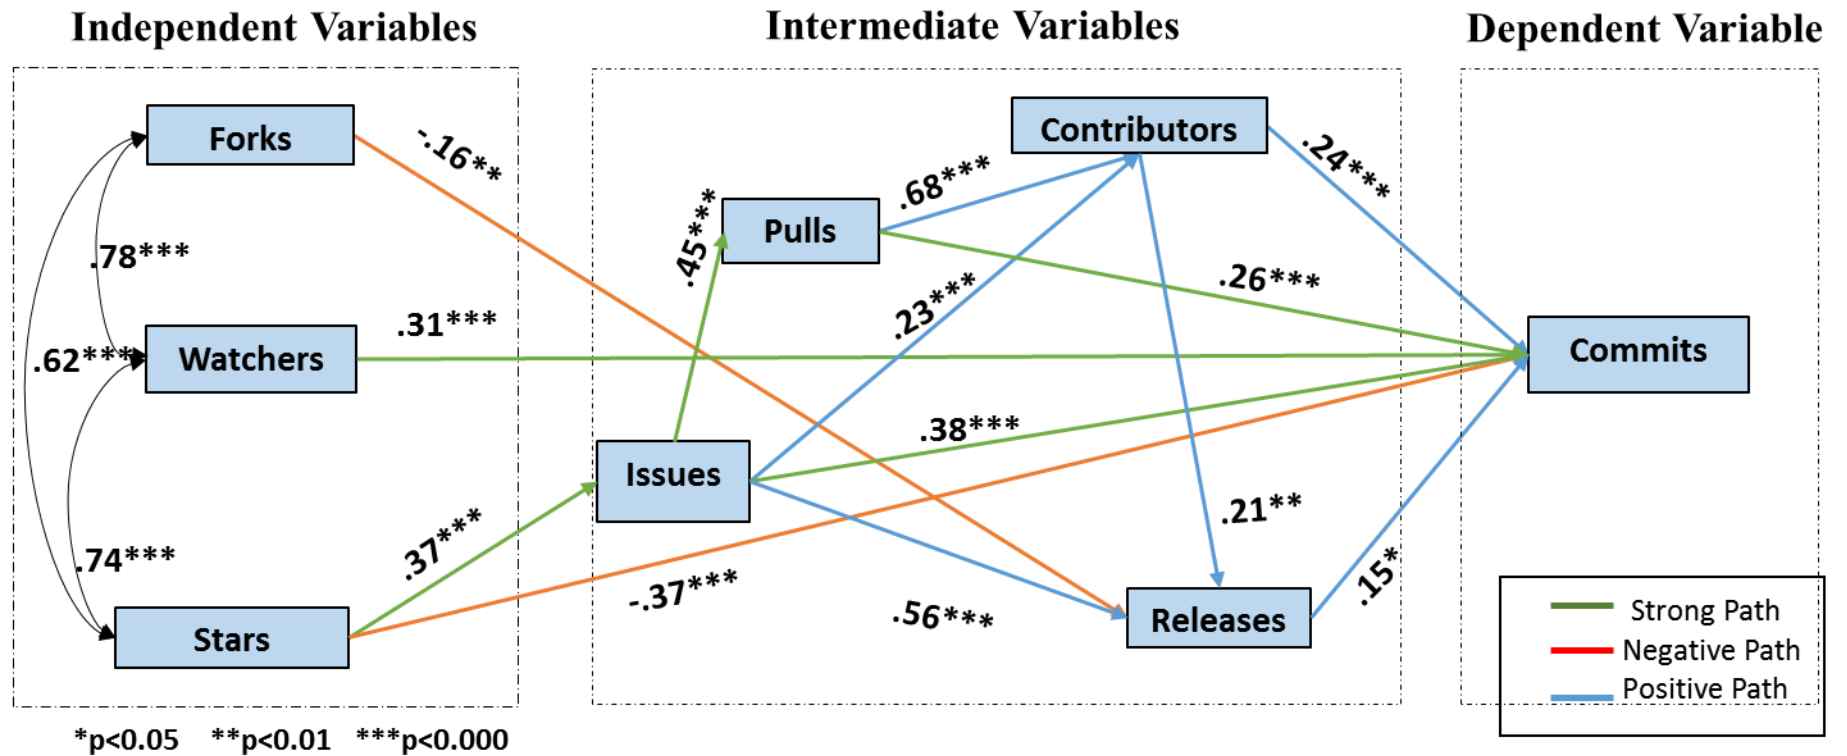 Independent Variables
Intermediate Variables
Dependent Variable
Forks
-.16**
Contributors
.24***
.68***
Pulls
.45***
.78***
.26***
.23***
.31***
.62***
Watchers
Commits
.38***
Issues
.37***
.21**
.74***
-.37***
.56***
.15*
Stars
Releases
Strong Path
Negative Path
Positive Path
*p<0.05 **p<0.01 ***p<0.000